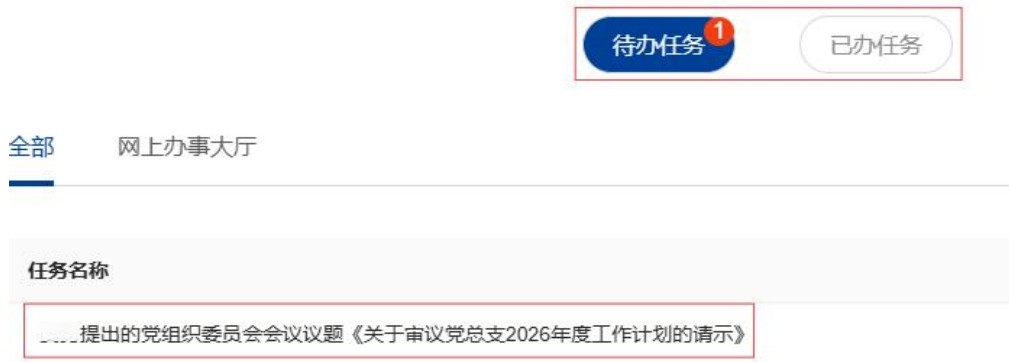 待办任务 1 已办任务
全部 网上办事大厅
任务名称
提出的党组织委员会会议议题《关于审议党总支2026年度工作计划的请示》